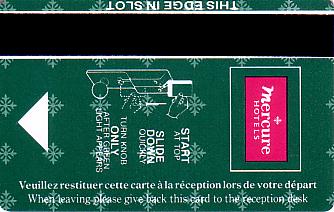 THIS EDGE IN SLOT
START
AT TOP
SLIDE
DOWN
QUICKLY
TURN KNOB
ONLY
AFTER GREEN
LIGHT APPEARS
Mercure
HOTELS
Veuillez restituer cette carte à la réception lors de votre départ
When leaving please give back this card to the reception desk